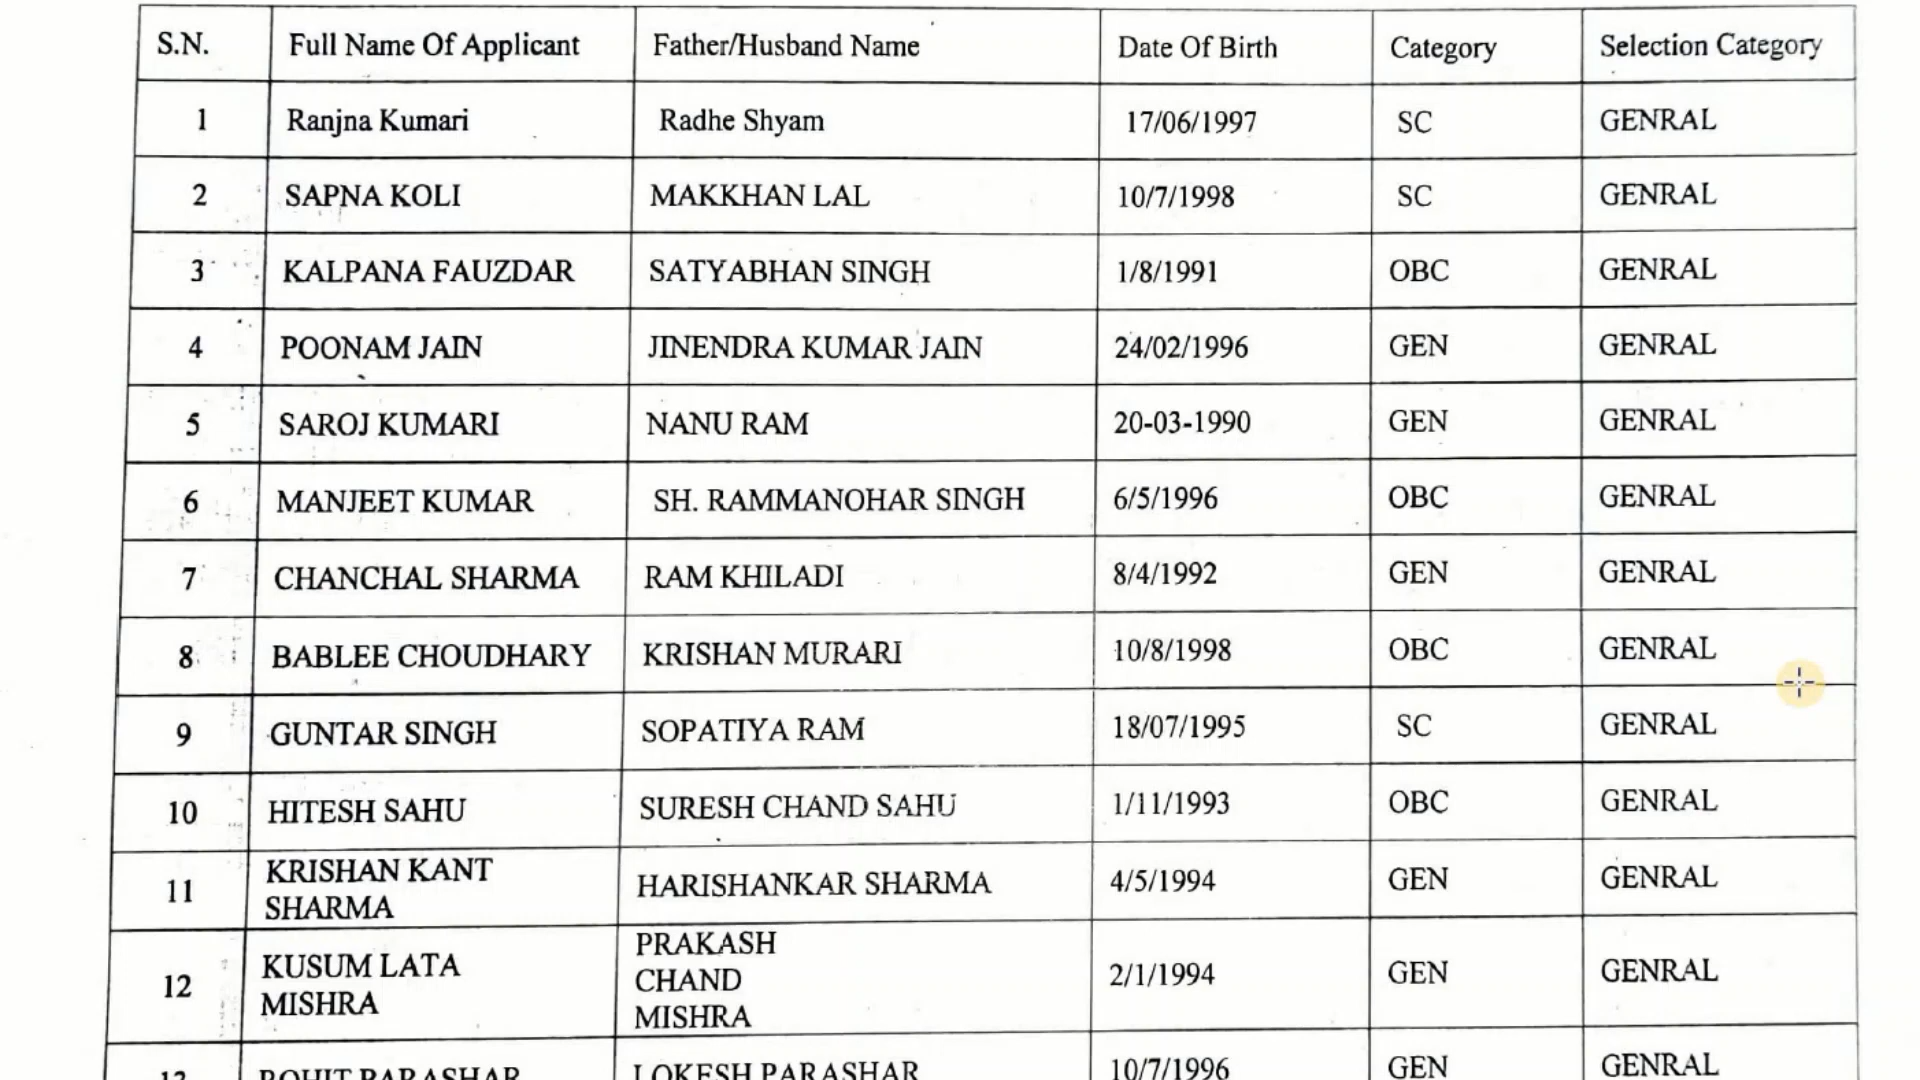 S.N. Full Name Of Applicant Father/Husband Name Date Of Birth Category Selection Category
1 Ranjna Kumari Radhe Shyam 17/06/1997 SC GENRAL
2 SAPNA KOLI MAKKHAN LAL 10/7/1998 SC GENRAL
3 KALPANA FAUZDAR SATYABHAN SINGH 1/8/1991 OBC GENRAL
4 POONAM JAIN JINENDRA KUMAR JAIN 24/02/1996 GEN GENRAL
5 SAROJ KUMARI NANU RAM 20-03-1990 GEN GENRAL
6 MANJEET KUMAR SH. RAMMANOHAR SINGH 6/5/1996 OBC GENRAL
7 CHANCHAL SHARMA RAM KHILADI 8/4/1992 GEN GENRAL
8 BABLEE CHOUDHARY KRISHAN MURARI 10/8/1998 OBC GENRAL
9 GUNTAR SINGH SOPATIYA RAM 18/07/1995 SC GENRAL
10 HITESH SAHU SURESH CHAND SAHU 1/11/1993 OBC GENRAL
11 KRISHAN KANT
SHARMA HARISHANKAR SHARMA 4/5/1994 GEN GENRAL
12 KUSUM LATA
MISHRA PRAKASH
CHAND
MISHRA 2/1/1994 GEN GENRAL
13 ROHIT PARASHAR LOKESH PARASHAR 10/7/1996 GEN GENRAL